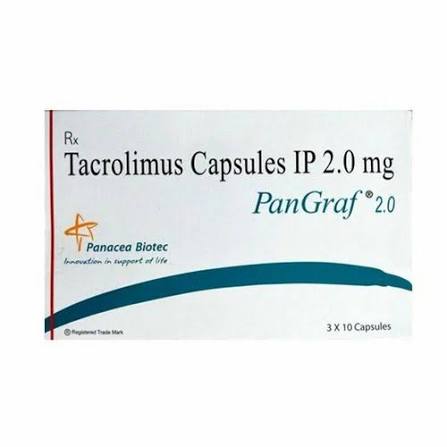 Rx
Tacrolimus Capsules IP 2.0 mg
PanGraf ® 2.0
Panacea Biotec
Innovation in support of life
3 X 10 Capsules
® Registered Trade Mark